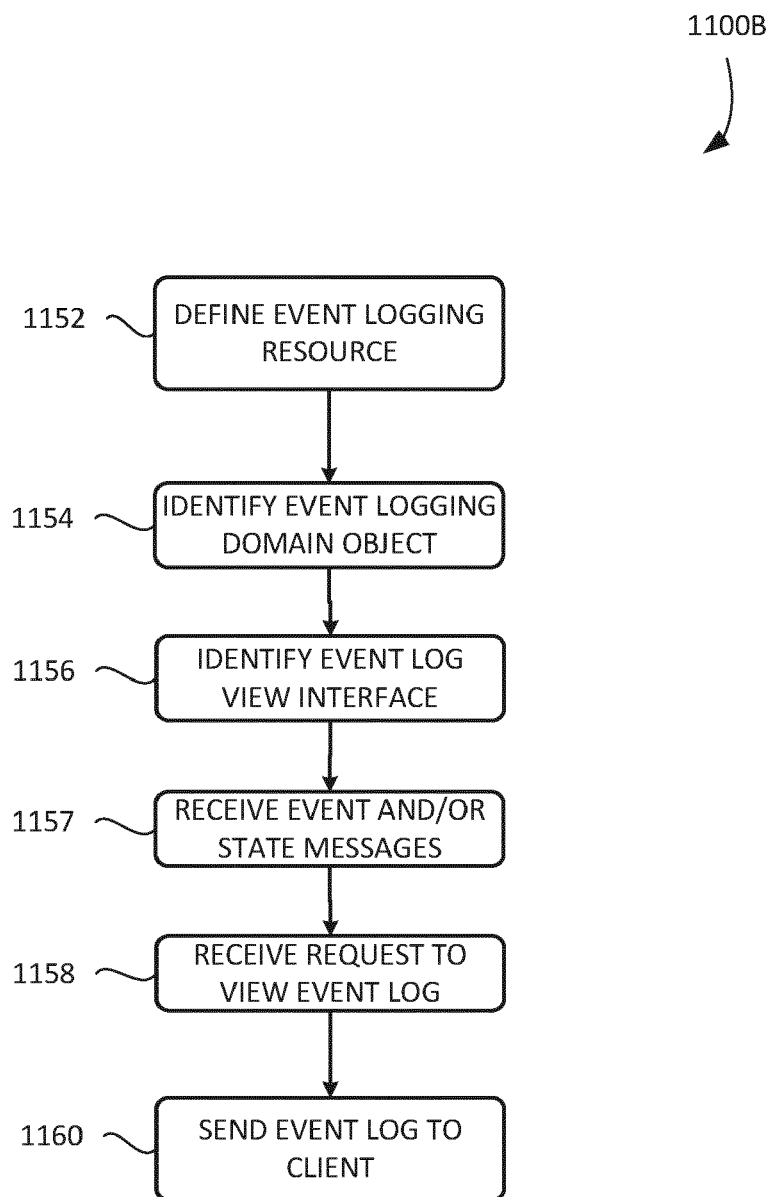 1100B
1152
DEFINE EVENT LOGGING
RESOURCE
1154
IDENTIFY EVENT LOGGING
DOMAIN OBJECT
1156
IDENTIFY EVENT LOG
VIEW INTERFACE
1157
RECEIVE EVENT AND/OR
STATE MESSAGES
1158
RECEIVE REQUEST TO
VIEW EVENT LOG
1160
SEND EVENT LOG TO
CLIENT